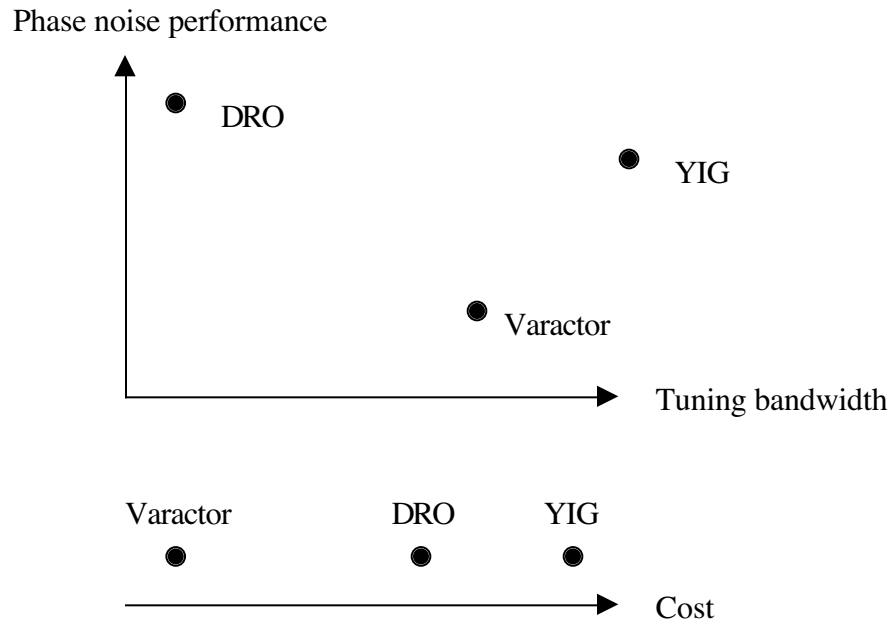 Phase noise performance
DRO
YIG
Varactor
Tuning bandwidth
Varactor DRO YIG
Cost